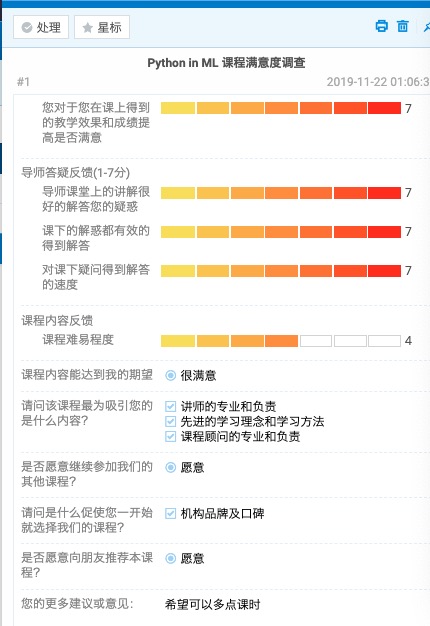 处理
星标
Python in ML 课程满意度调查
#1
2019-11-22 01:06:3
您对于您在课上得到
的教学效果和成绩提
高是否满意
7
导师答疑反馈(1-7分)
导师课堂上的讲解很
好的解答您的疑惑
7
课下的解惑都有效的
得到解答
7
对课下疑问得到解答
的速度
7
课程内容反馈
课程难易程度
4
课程内容能达到我的期望
很满意
请问该课程最为吸引您的
是什么内容?
讲师的专业和负责
先进的学习理念和学习方法
课程顾问的专业和负责
是否愿意继续参加我们的
其他课程?
愿意
请问是什么促使您一开始
就选择我们的课程?
机构品牌及口碑
是否愿意向朋友推荐本课
程?
愿意
您的更多建议或意见:
希望可以多点课时